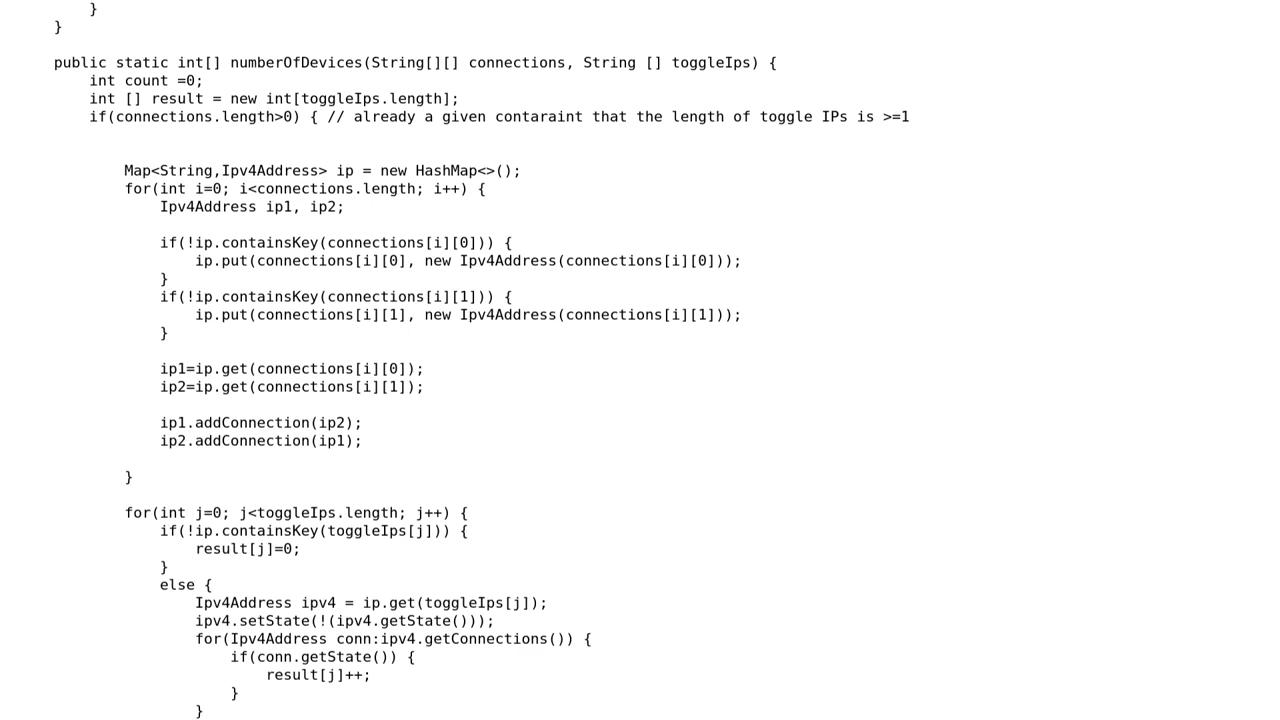 }
}
public static int[] numberOfDevices(String[][] connections, String [] toggleIps) {
int count =0;
int [] result = new int[toggleIps.length];
if(connections.length>0) { // already a given contaraint that the length of toggle IPs is >=1
Map<String,Ipv4Address> ip = new HashMap<>();
for(int i=0; i<connections.length; i++) {
Ipv4Address ip1, ip2;
if(!ip.containsKey(connections[i][0])) {
ip.put(connections[i][0], new Ipv4Address(connections[i][0]));
}
if(!ip.containsKey(connections[i][1])) {
ip.put(connections[i][1], new Ipv4Address(connections[i][1]));
}
ip1=ip.get(connections[i][0]);
ip2=ip.get(connections[i][1]);
ip1.addConnection(ip2);
ip2.addConnection(ip1);
}
for(int j=0; j<toggleIps.length; j++) {
if(!ip.containsKey(toggleIps[j])) {
result[j]=0;
}
else {
Ipv4Address ipv4 = ip.get(toggleIps[j]);
ipv4.setState(!(ipv4.getState()));
for(Ipv4Address conn:ipv4.getConnections()) {
if(conn.getState()) {
result[j]++;
}
}